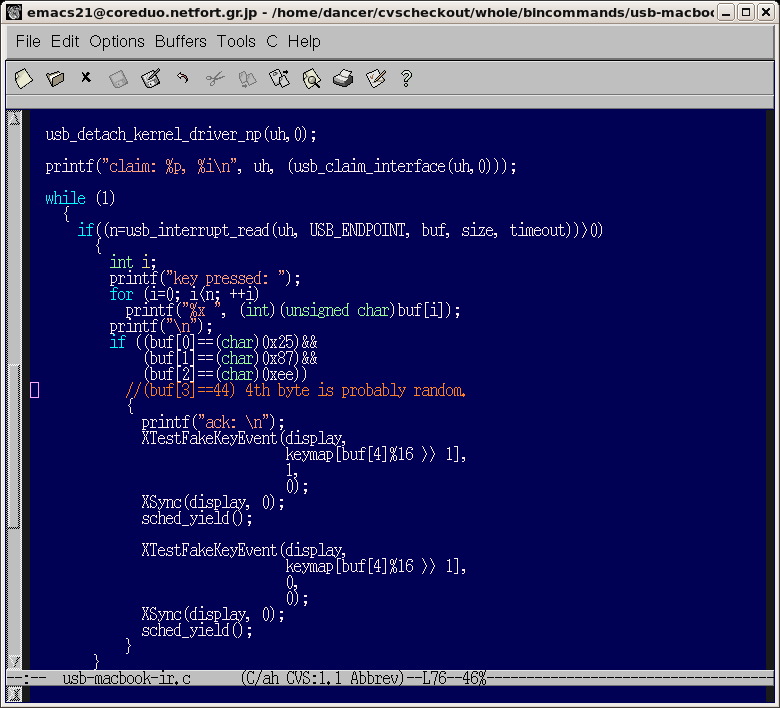 emacs21@coreduo.netfort.gr.jp - /home/dancer/cvscheckout/whole/bincommands/usb-macboo
File Edit Options Buffers Tools C Help
usb_detach_kernel_driver_np(uh,0);
printf("claim: %p, %i\n", uh, (usb_claim_interface(uh,0)));
while (1)
{
if((n=usb_interrupt_read(uh, USB_ENDPOINT, buf, size, timeout))>0)
{
int i;
printf("key pressed: ");
for (i=0; i<n; ++i)
printf("%x ", (int)(unsigned char)buf[i]);
printf("\n");
if ((buf[0]==(char)0x25)&&
(buf[1]==(char)0x87)&&
(buf[2]==(char)0xee))
//(buf[3]==44) 4th byte is probably random.
{
printf("ack: \n");
XTestFakeKeyEvent(display,
keymap[buf[4]%16 >> 1],
1,
0);
XSync(display, 0);
sched_yield();
XTestFakeKeyEvent(display,
keymap[buf[4]%16 >> 1],
0,
0);
XSync(display, 0);
sched_yield();
}
}
--:-- usb-macbook-ir.c (C/ah CVS:1.1 Abbrev)--L76--46%-----------------------------------